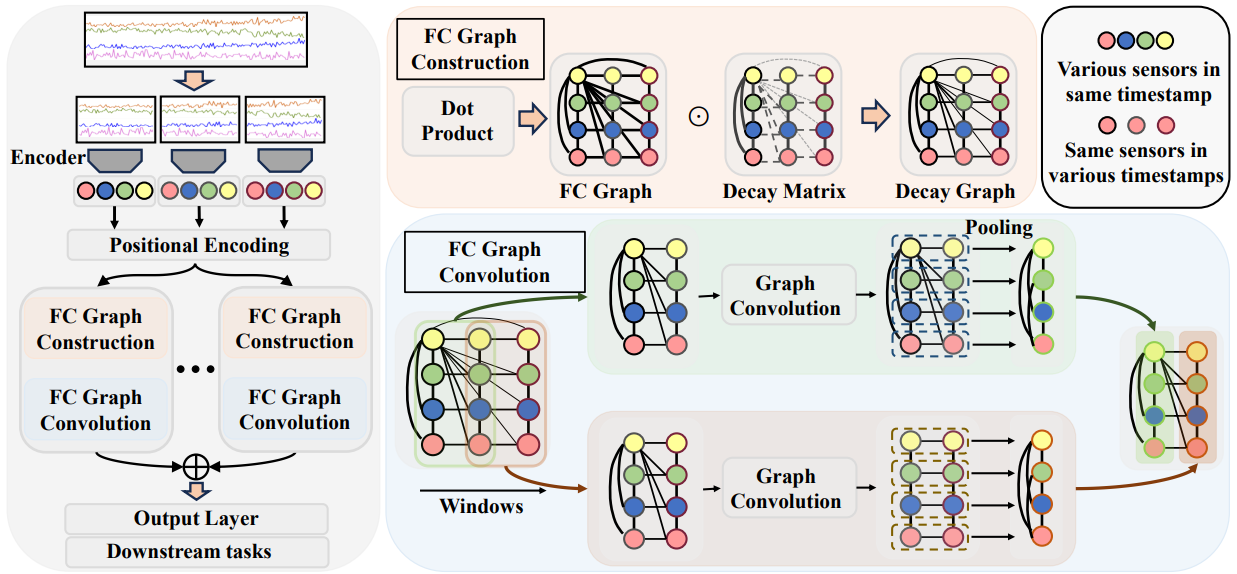 Encoder
Positional Encoding
FC Graph
Construction
FC Graph
Convolution
FC Graph
Construction
FC Graph
Convolution
Output Layer
Downstream tasks
FC Graph
Construction
Dot
Product
FC Graph
Decay Matrix
Decay Graph
Various sensors in
same timestamp
Same sensors in
various timestamps
FC Graph
Convolution
Windows
Graph
Convolution
Pooling
Graph
Convolution